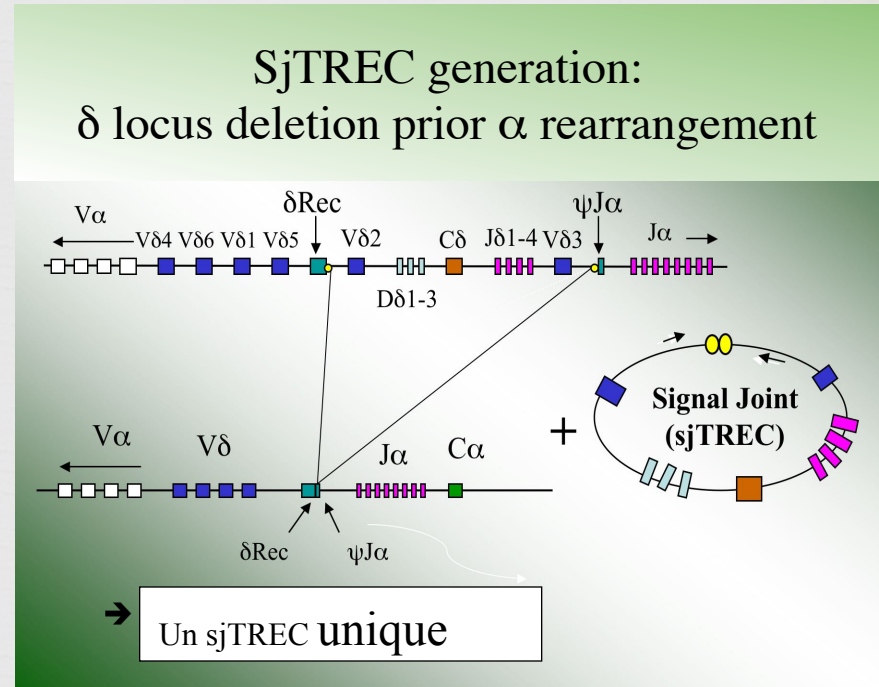 SjTREC generation:
δ locus deletion prior α rearrangement
δRec ψJα
Vα Vδ4 Vδ6 Vδ1 Vδ5 Vδ2 Cδ Jδ1-4 Vδ3 Jα
Dδ1-3
Signal Joint
(sjTREC)
+
Vα Vδ Jα Cα
δRec ψJα
➔ Un sjTREC unique